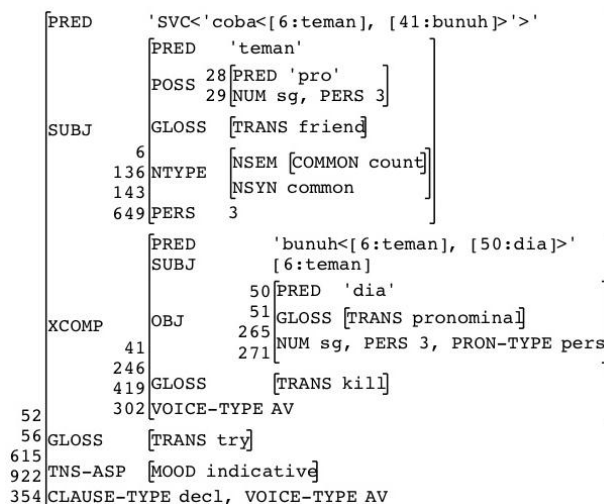 PRED 'SVC<'coba<[6:teman], [41:bunuh]>'>'
PRED 'teman'
POSS 28 [PRED 'pro'
29 NUM sg, PERS 3]
SUBJ GLOSS [TRANS friend]
6
136 NTYPE [NSEM [COMMON count]
143 NSYN common]
649 PERS 3
PRED 'bunuh<[6:teman], [50:dia]>'
SUBJ [6:teman]
50 [PRED 'dia'
XCOMP OBJ 51 GLOSS [TRANS pronominal]
265
271 NUM sg, PERS 3, PRON-TYPE pers
41
246
419 GLOSS [TRANS kill]
302 VOICE-TYPE AV
52
56 GLOSS [TRANS try]
615
922 TNS-ASP [MOOD indicative]
354 CLAUSE-TYPE decl, VOICE-TYPE AV